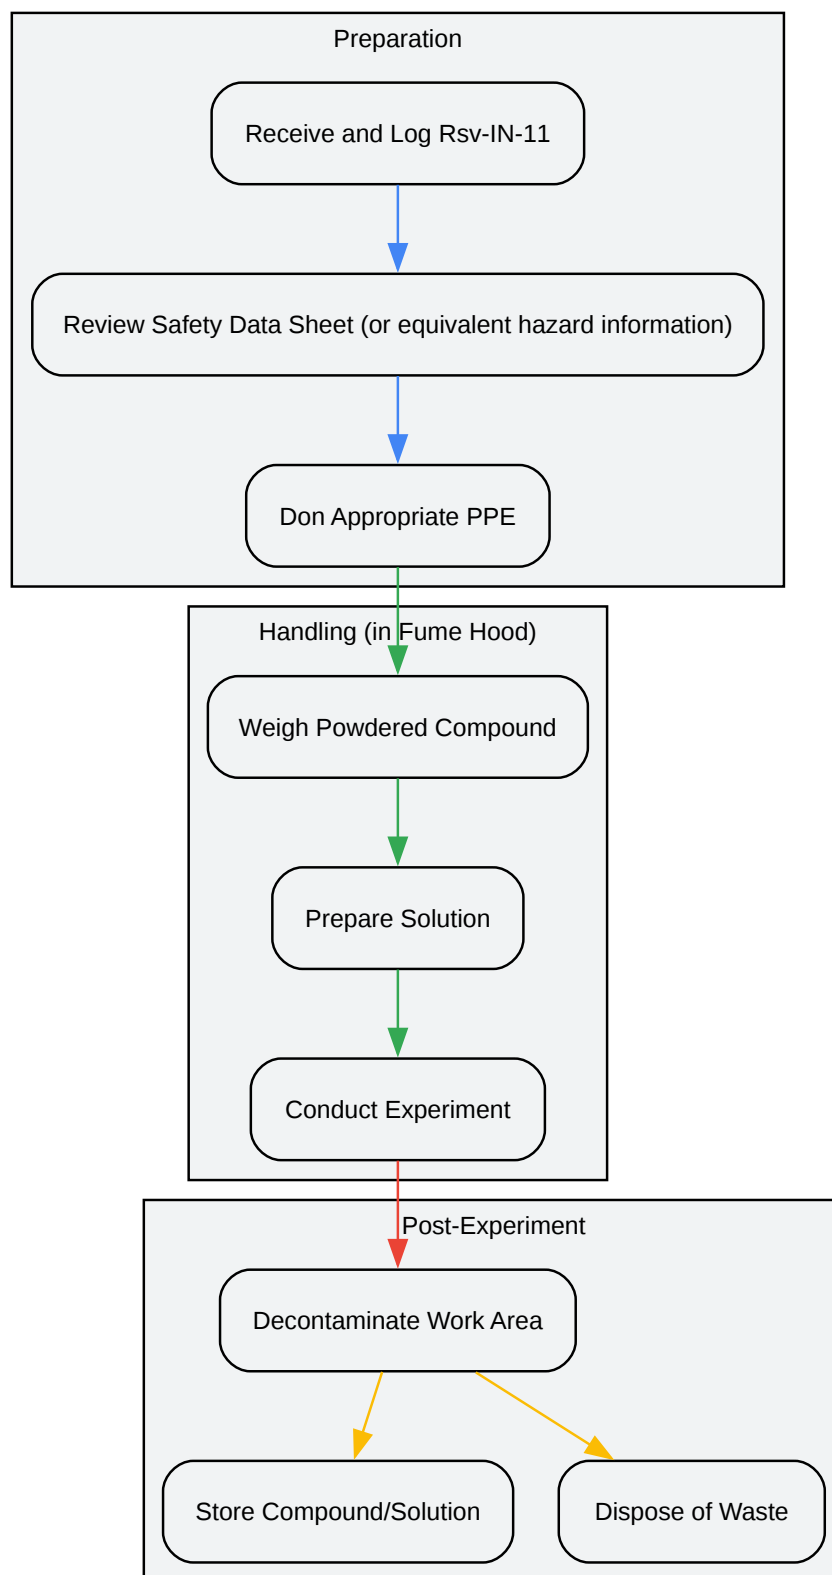 Preparation
Receive and Log Rsv-IN-11
Review Safety Data Sheet (or equivalent hazard information)
Don Appropriate PPE
Handling (in Fume Hood)
Weigh Powdered Compound
Prepare Solution
Conduct Experiment
Post-Experiment
Decontaminate Work Area
Store Compound/Solution
Dispose of Waste